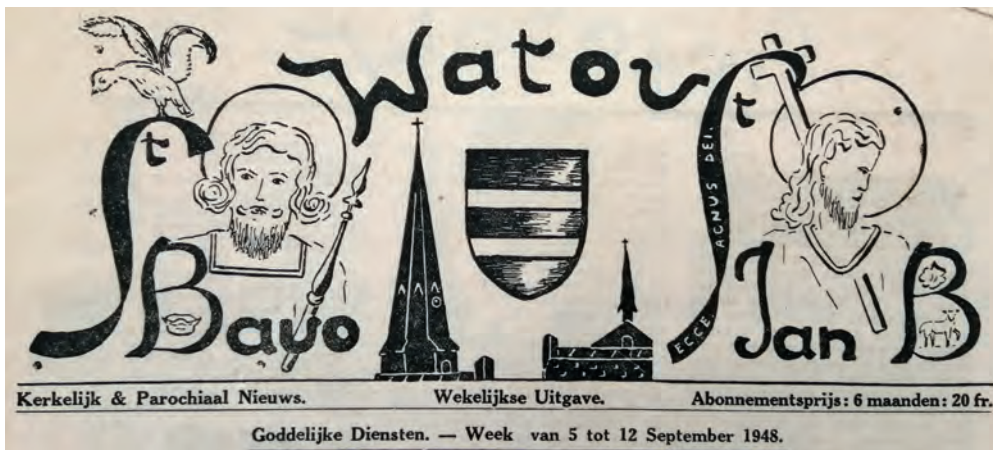 Watou
St Bavo
St Jan B
ECCE AGNUS DEI.
Kerkelijk & Parochiaal Nieuws. Wekelijkse Uitgave. Abonnementsprijs: 6 maanden: 20 fr.
Goddelijke Diensten. — Week van 5 tot 12 September 1948.